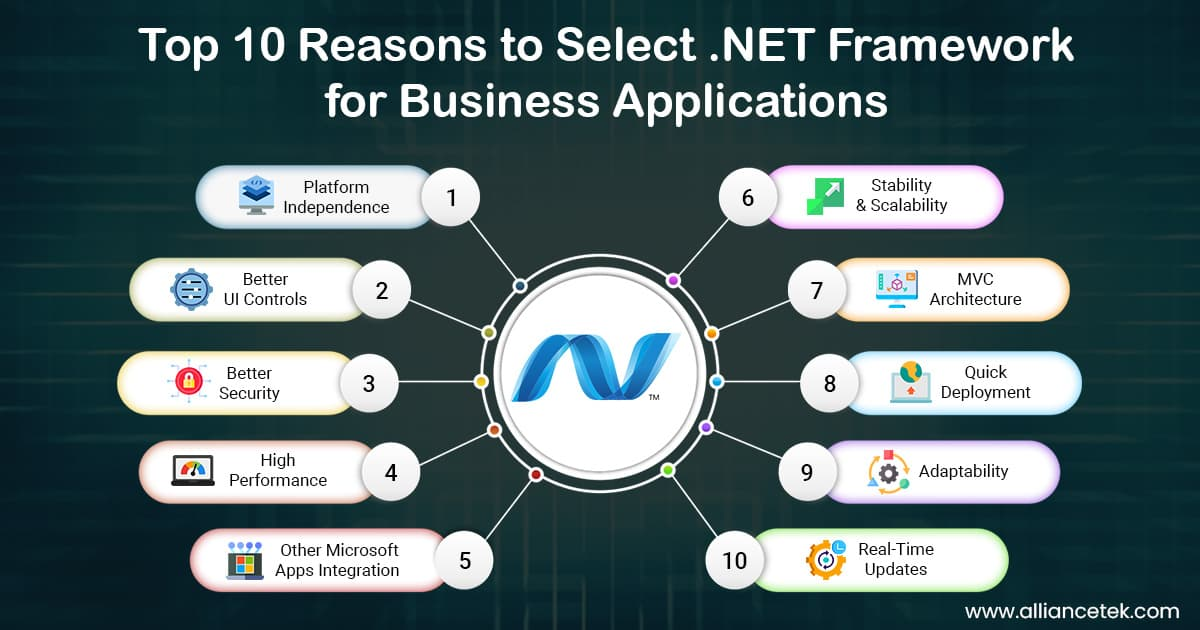 Top 10 Reasons to Select .NET Framework
for Business Applications
1
Platform
Independence
2
Better
UI Controls
3
Better
Security
4
High
Performance
5
Other Microsoft
Apps Integration
6
Stability
& Scalability
7
MVC
Architecture
8
Quick
Deployment
9
Adaptability
10
Real-Time
Updates
TM
www.alliancetek.com